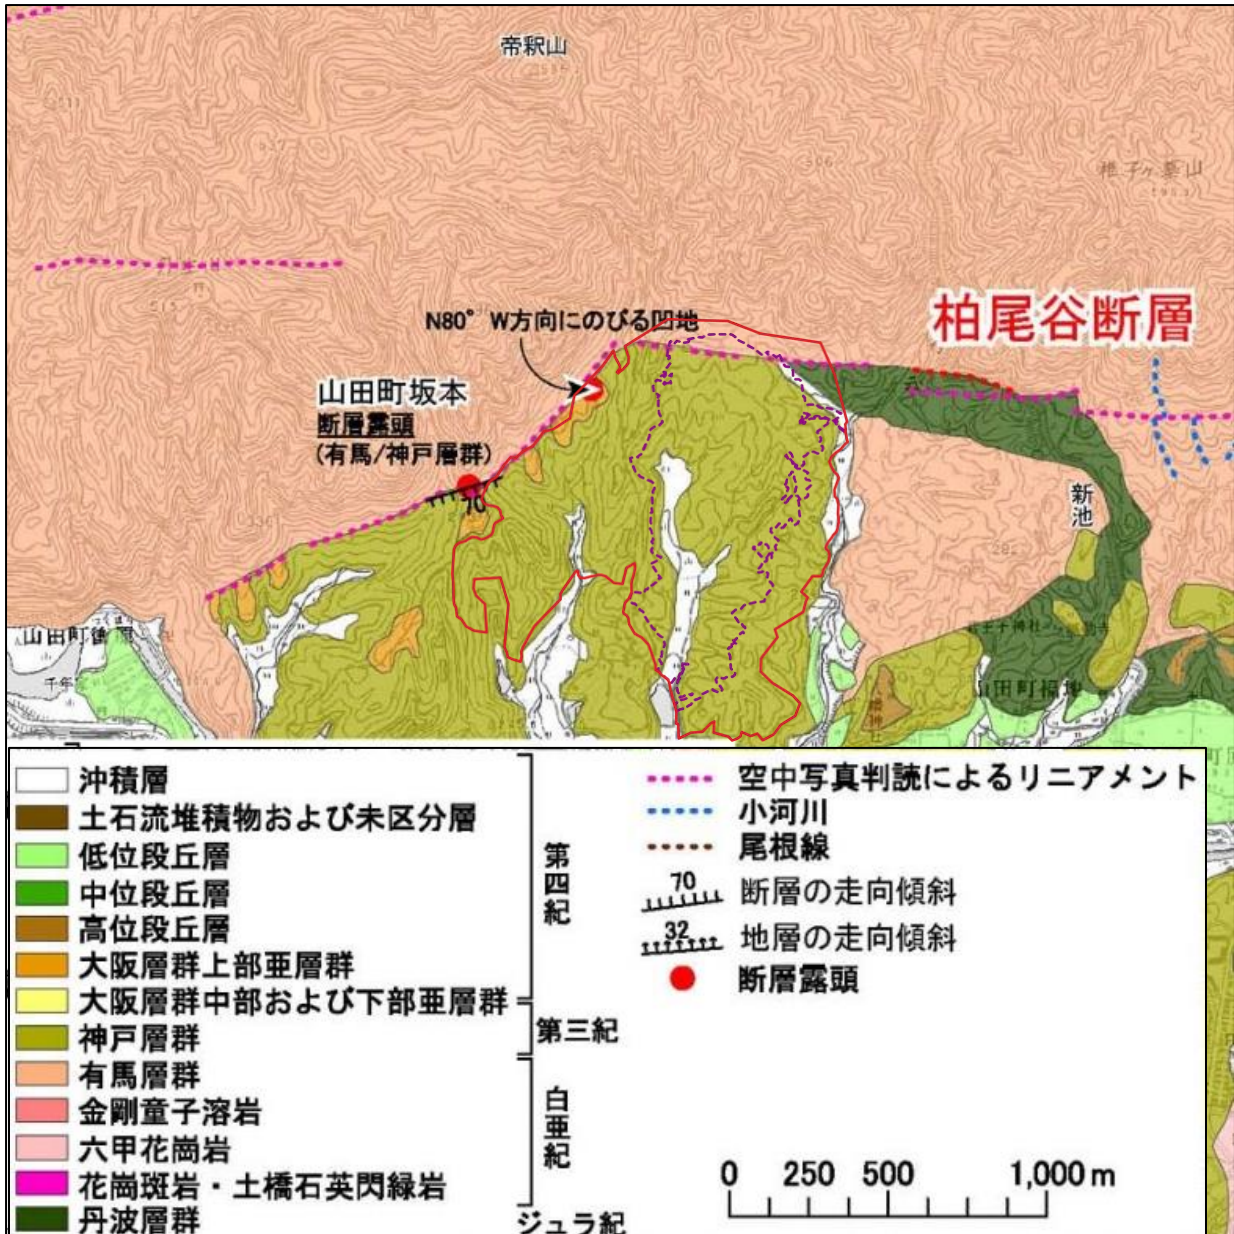 帝釈山
稚子ヶ墓山
N80°W方向にのびる凹地
柏尾谷断層
山田町坂本
断層露頭
(有馬/神戸層群)
70
新池
山田町福地
沖積層
土石流堆積物および未区分層
低位段丘層
中位段丘層
高位段丘層
大阪層群上部亜層群
大阪層群中部および下部亜層群
神戸層群
有馬層群
金剛童子溶岩
六甲花崗岩
花崗斑岩・土橋石英閃緑岩
丹波層群
第四紀
第三紀
白亜紀
ジュラ紀
空中写真判読によるリニアメント
小河川
尾根線
70
断層の走向傾斜
32
地層の走向傾斜
断層露頭
0 250 500 1,000 m